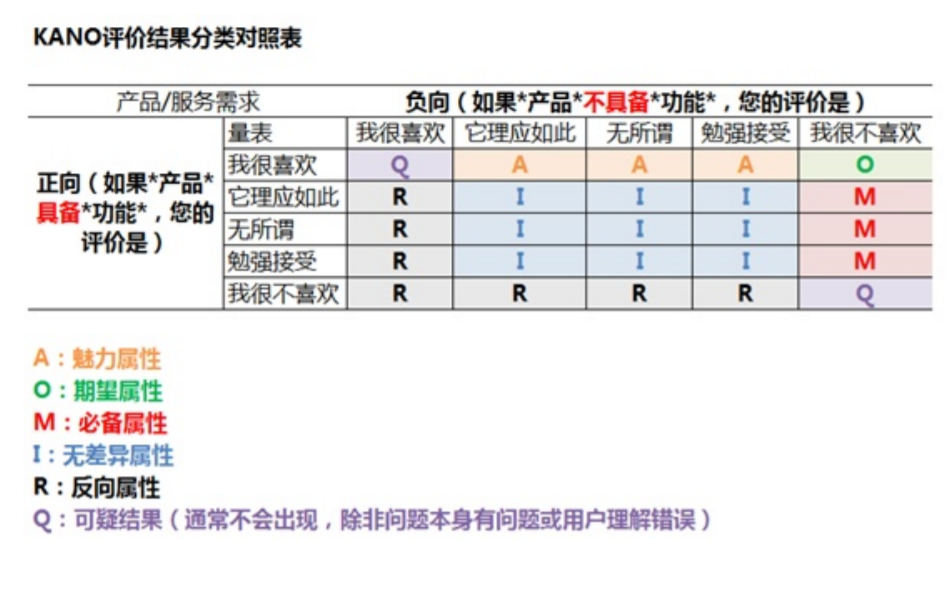 KANO评价结果分类对照表
产品/服务需求 负向（如果*产品*不具备*功能*，您的评价是）
量表 我很喜欢 它理应如此 无所谓 勉强接受 我很不喜欢
正向（如果*产品*
具备*功能*，您的
评价是）
我很喜欢 Q A A A O
它理应如此 R I I I M
无所谓 R I I I M
勉强接受 R I I I M
我很不喜欢 R R R R Q
A：魅力属性
O：期望属性
M：必备属性
I：无差异属性
R：反向属性
Q：可疑结果（通常不会出现，除非问题本身有问题或用户理解错误）